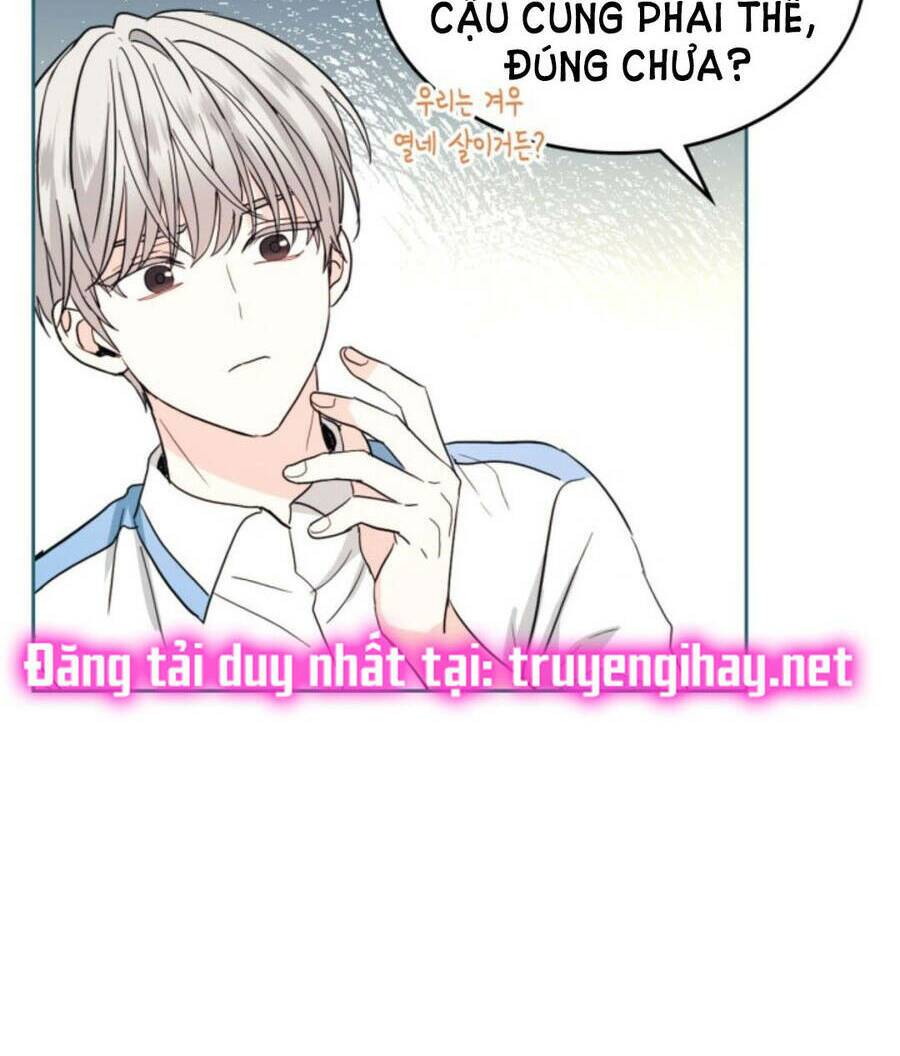 CẬU CŨNG PHẢI THẾ,
ĐÚNG CHƯA?
우리는 겨우
열네 살이거든?
Đăng tải duy nhất tại: truyengihay.net